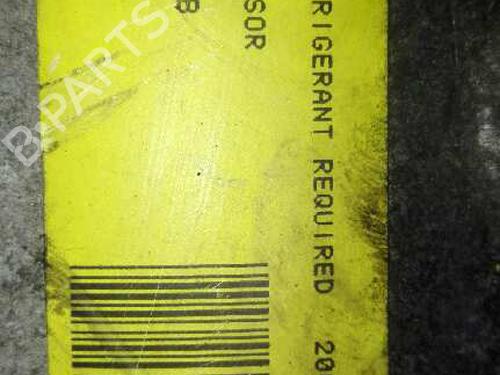 RIGERANT REQUIRED 20
SOR
B
B-PARTS